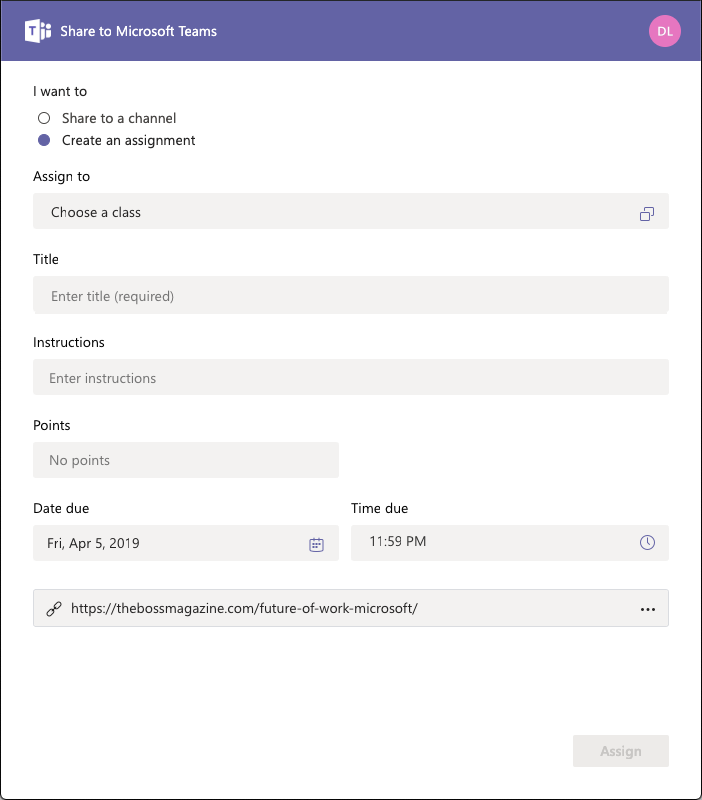 Share to Microsoft Teams
DL
I want to
Share to a channel
Create an assignment
Assign to
Choose a class
Title
Enter title (required)
Instructions
Enter instructions
Points
No points
Date due
Time due
Fri, Apr 5, 2019
11:59 PM
https://thebossmagazine.com/future-of-work-microsoft/
Assign